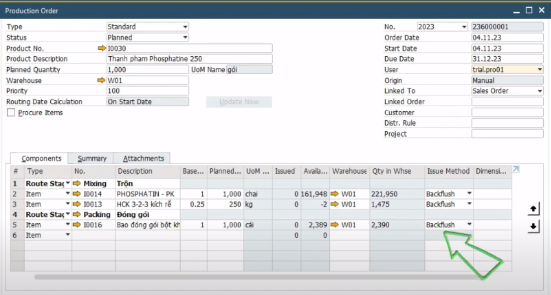 Production Order
Type Standard
Status Planned
Product No. I0030
Product Description Thanh pham Phosphatine 250
Planned Quantity 1,000 UoM Name gói
Warehouse W01
Priority 100
Routing Date Calculation On Start Date Update Now
Procure Items
No. 2023 236000001
Order Date 04.11.23
Start Date 04.11.23
Due Date 31.12.23
User trial.pro01
Origin Manual
Linked To Sales Order
Linked Order
Customer
Distr. Rule
Project
Components Summary Attachments
# Type No. Description Base... Planned... UoM ... Issued Availa... Warehouse Qty in Whse Issue Method Dimensi...
1 Route Stag Mixing Trộn
2 Item I0014 PHOSPHATIN - PK 1 1,000 chai 0 161,948 W01 221,950 Backflush
3 Item I0013 HCK 3-2-3 kích rễ 0.25 250 kg 0 -2 W01 1,475 Backflush
4 Route Stag Packing Đóng gói
5 Item I0016 Bao đóng gói bột kh 1 1,000 cái 0 2,389 W01 2,390 Backflush
6 Item 0 0